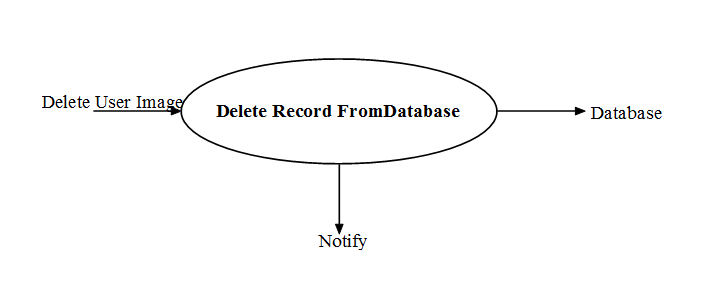 Delete User Image
Delete Record FromDatabase
Database
Notify